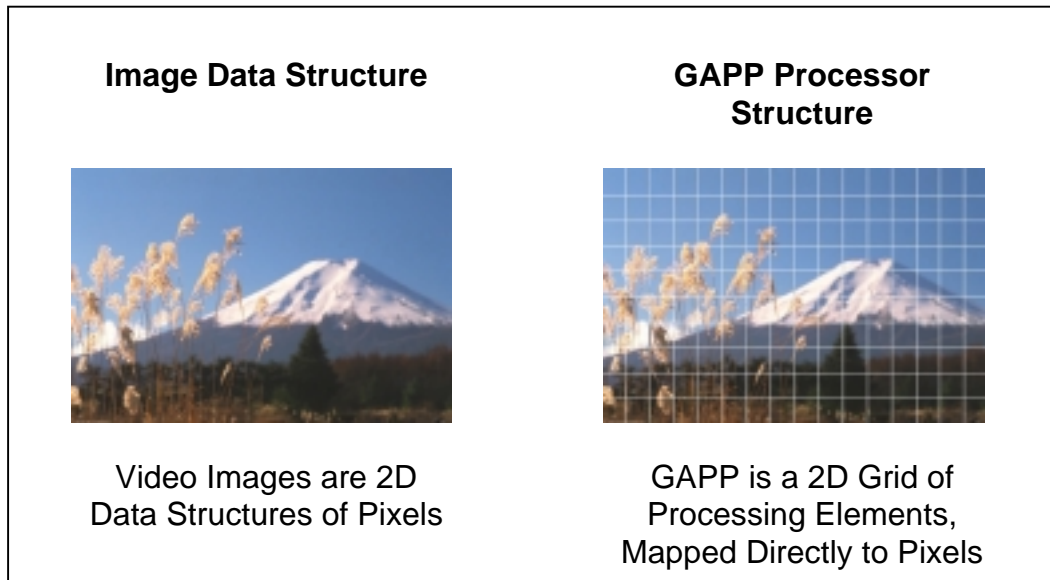 Image Data Structure
GAPP Processor
Structure
Video Images are 2D
Data Structures of Pixels
GAPP is a 2D Grid of
Processing Elements,
Mapped Directly to Pixels